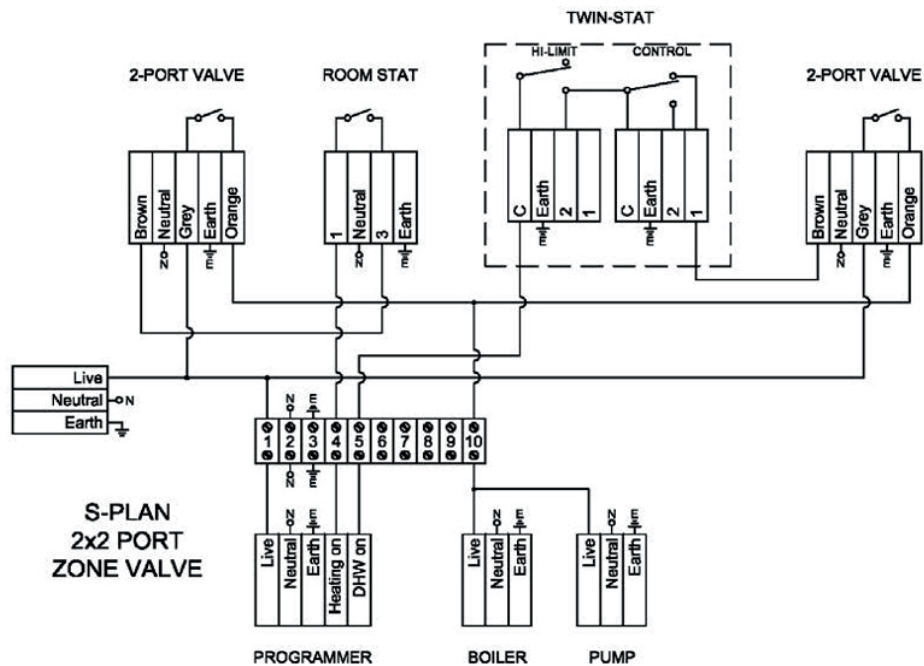 TWIN-STAT
HI-LIMIT CONTROL
2-PORT VALVE ROOM STAT 2-PORT VALVE
Brown Neutral Grey Earth Orange
1 Neutral 3 Earth
C Earth 2 1
C Earth 2 1
Brown Neutral Grey Earth Orange
N E N E E E N E
Live
Neutral N
Earth
N E
1 2 3 4 5 6 7 8 9 10
N E
S-PLAN
2x2 PORT
ZONE VALVE
N E N E N E
Live Neutral Earth Heating on DHW on
Live Neutral Earth
Live Neutral Earth
PROGRAMMER BOILER PUMP